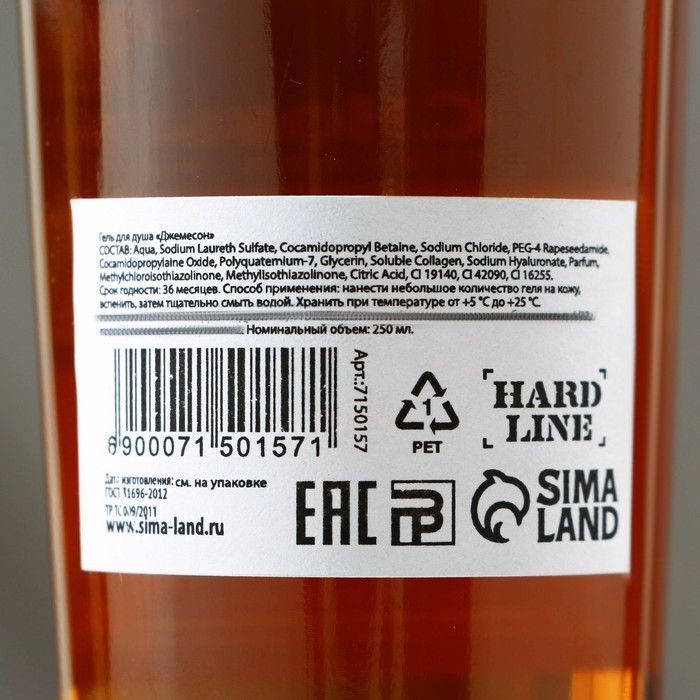 Гель для душа «Джемесон»
СОСТАВ: Aqua, Sodium Laureth Sulfate, Cocamidopropyl Betaine, Sodium Chloride, PEG-4 Rapeseedamide,
Cocamidopropylaine Oxide, Polyquaternium-7, Glycerin, Soluble Collagen, Sodium Hyaluronate, Parfum,
Methylchloroisothiazolinone, Methylisothiazolinone, Citric Acid, CI 19140, CI 42090, CI 16255.
Срок годности: 36 месяцев. Способ применения: нанести небольшое количество геля на кожу,
вспенить, затем тщательно смыть водой. Хранить при температуре от +5 °С до +25 °С.
Номинальный объем: 250 мл.
6 900071 501571
Арт.:7150157
1
PET
HARD
LINE
Дата изготовления: см. на упаковке
ГОСТ 31696-2012
ТР ТС 009/2011
www.sima-land.ru
EAC
SIMA
LAND